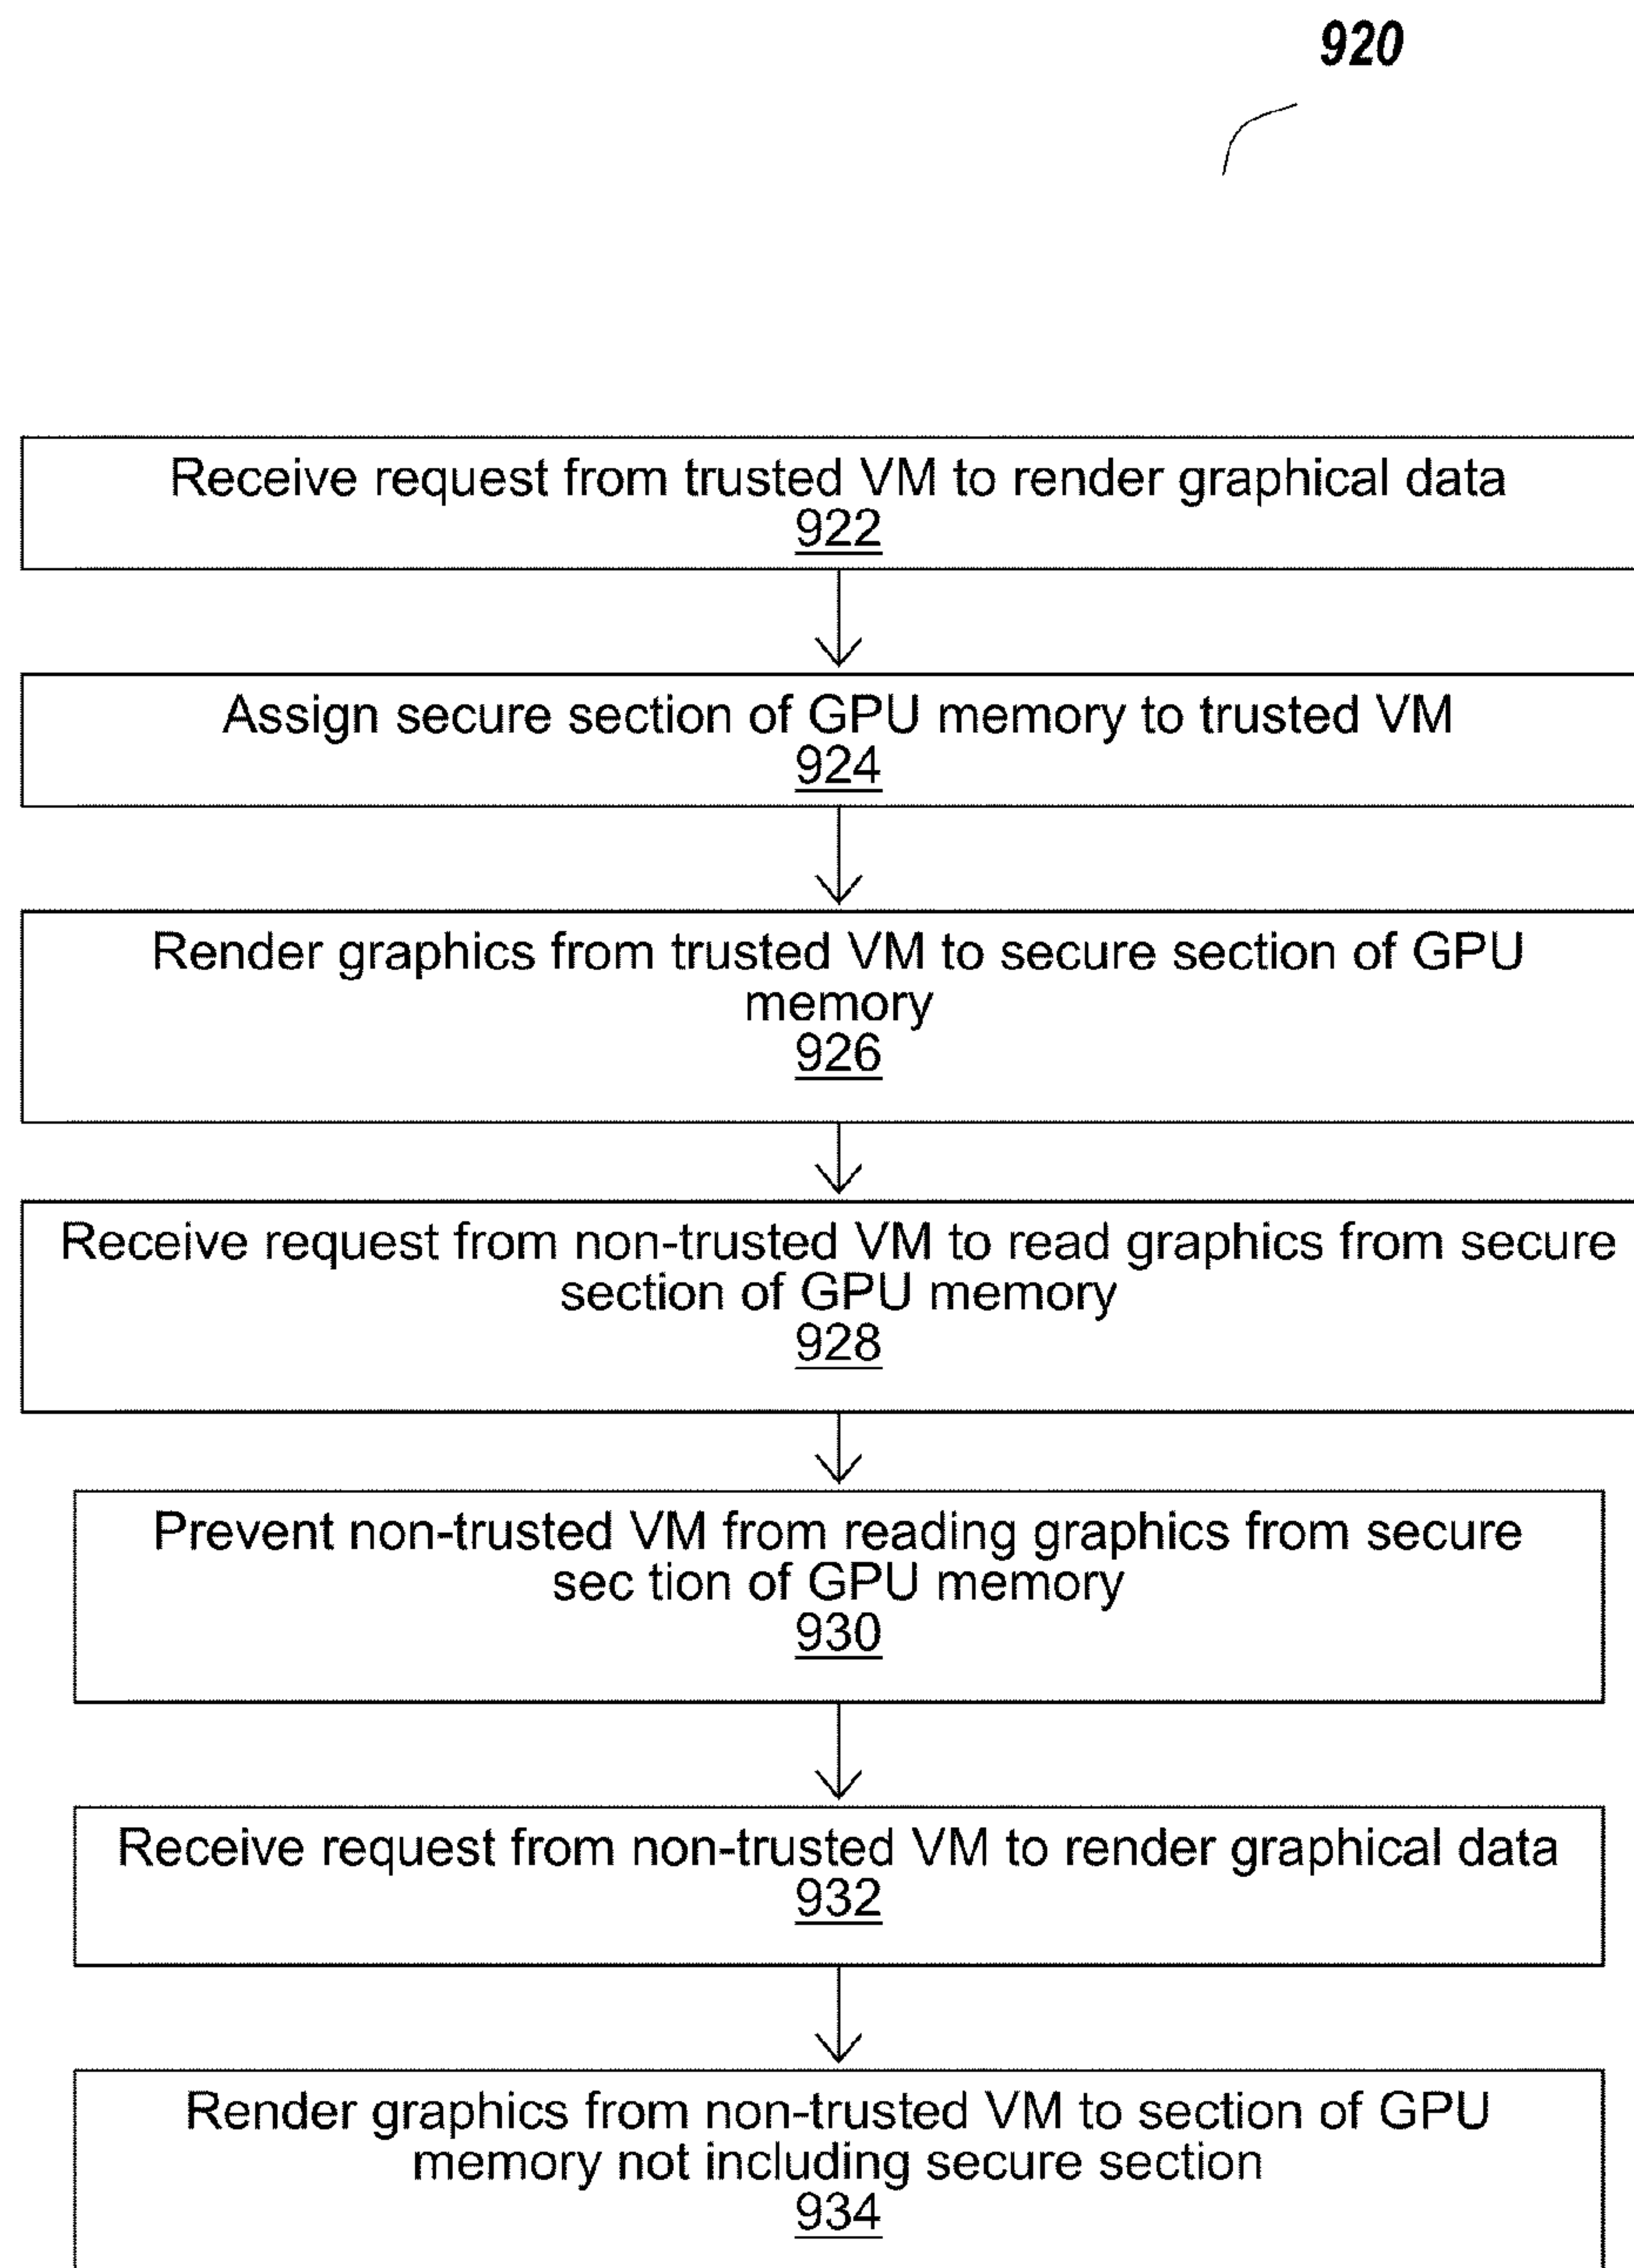 920
Receive request from trusted VM to render graphical data
922
Assign secure section of GPU memory to trusted VM
924
Render graphics from trusted VM to secure section of GPU
memory
926
Receive request from non-trusted VM to read graphics from secure
section of GPU memory
928
Prevent non-trusted VM from reading graphics from secure
sec tion of GPU memory
930
Receive request from non-trusted VM to render graphical data
932
Render graphics from non-trusted VM to section of GPU
memory not including secure section
934